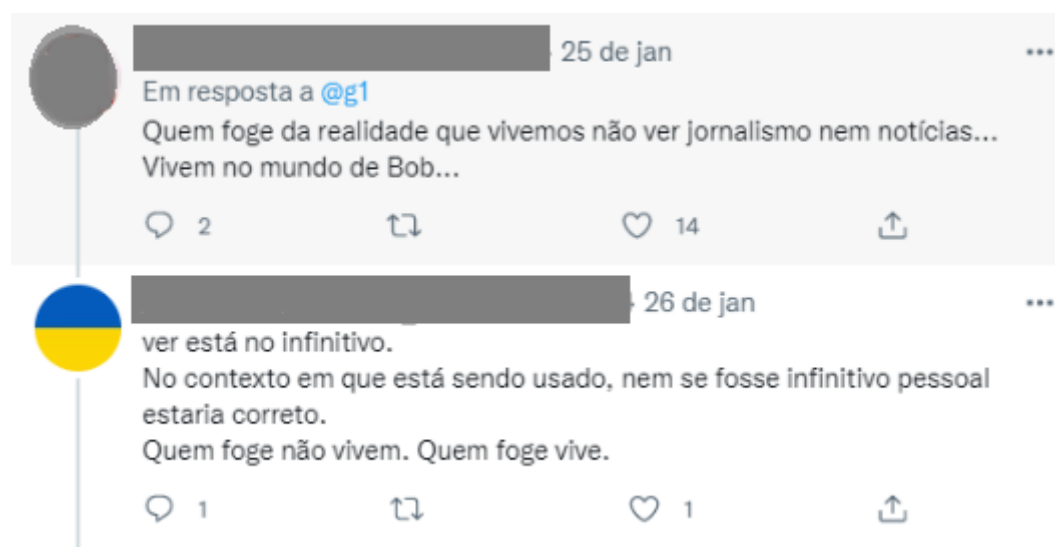 25 de jan
Em resposta a @g1
Quem foge da realidade que vivemos não ver jornalismo nem notícias...
Vivem no mundo de Bob...
2
14
26 de jan
ver está no infinitivo.
No contexto em que está sendo usado, nem se fosse infinitivo pessoal
estaria correto.
Quem foge não vivem. Quem foge vive.
1
1